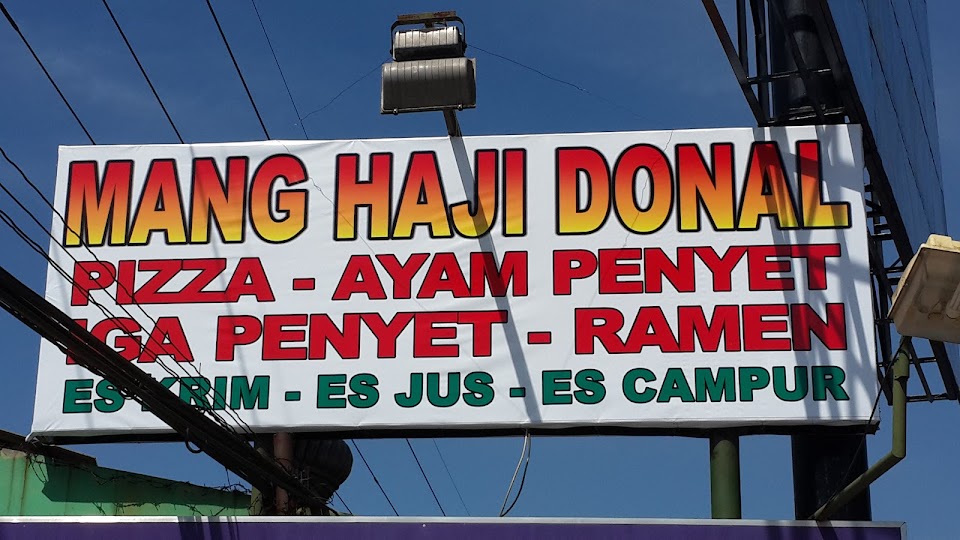 MANG HAJI DONAL
PIZZA - AYAM PENYET
IGA PENYET - RAMEN
ES KRIM - ES JUS - ES CAMPUR